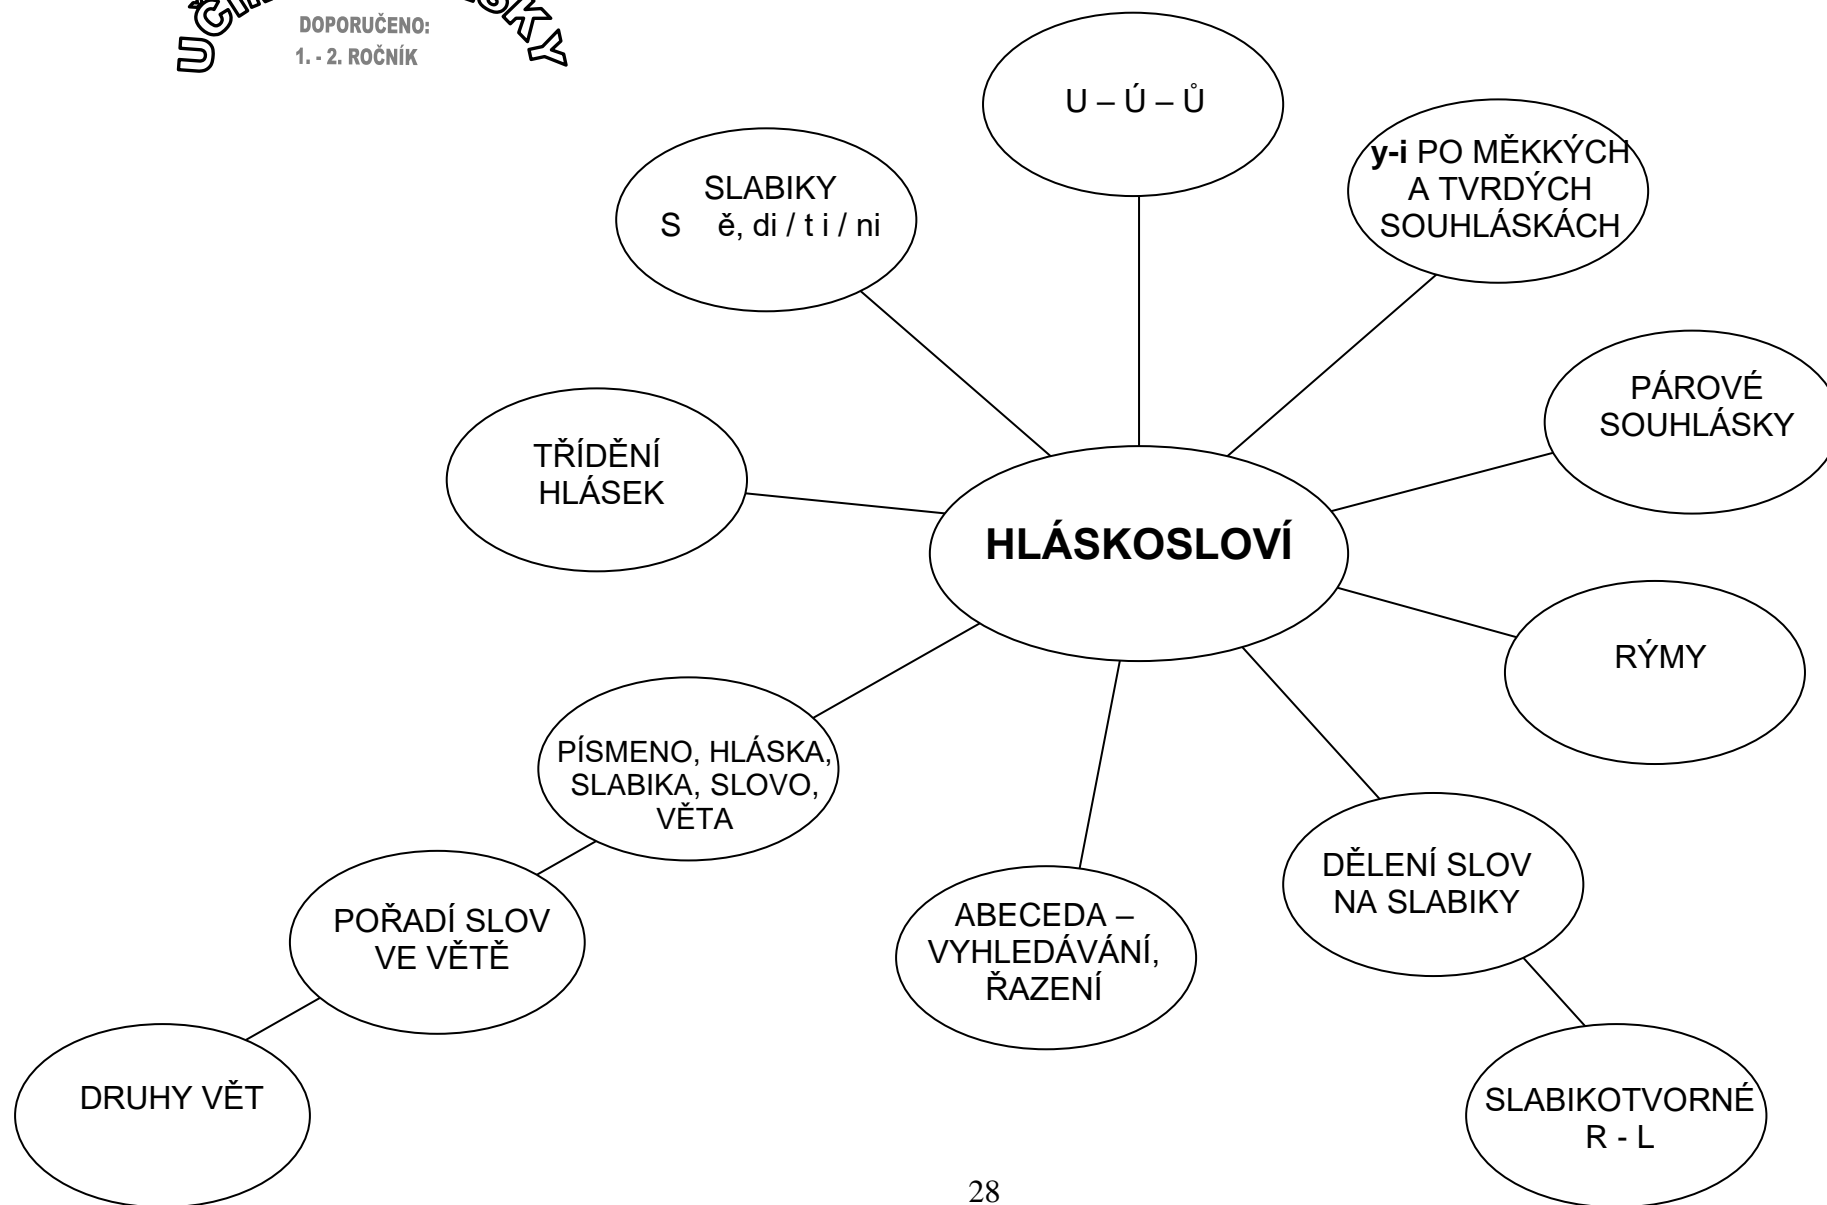 DOPORUČENO:
1. - 2. ROČNÍK
U – Ú – Ů
y-i PO MĚKKÝCH
A TVRDÝCH
SOUHLÁSKÁCH
SLABIKY
S ě, di / t i / ni
PÁROVÉ
SOUHLÁSKY
TŘÍDĚNÍ
HLÁSEK
HLÁSKOSLOVÍ
RÝMY
PÍSMENO, HLÁSKA,
SLABIKA, SLOVO,
VĚTA
DĚLENÍ SLOV
NA SLABIKY
POŘADÍ SLOV
VE VĚTĚ
ABECEDA –
VYHLEDÁVÁNÍ,
ŘAZENÍ
DRUHY VĚT
SLABIKOTVORNÉ
R - L
28